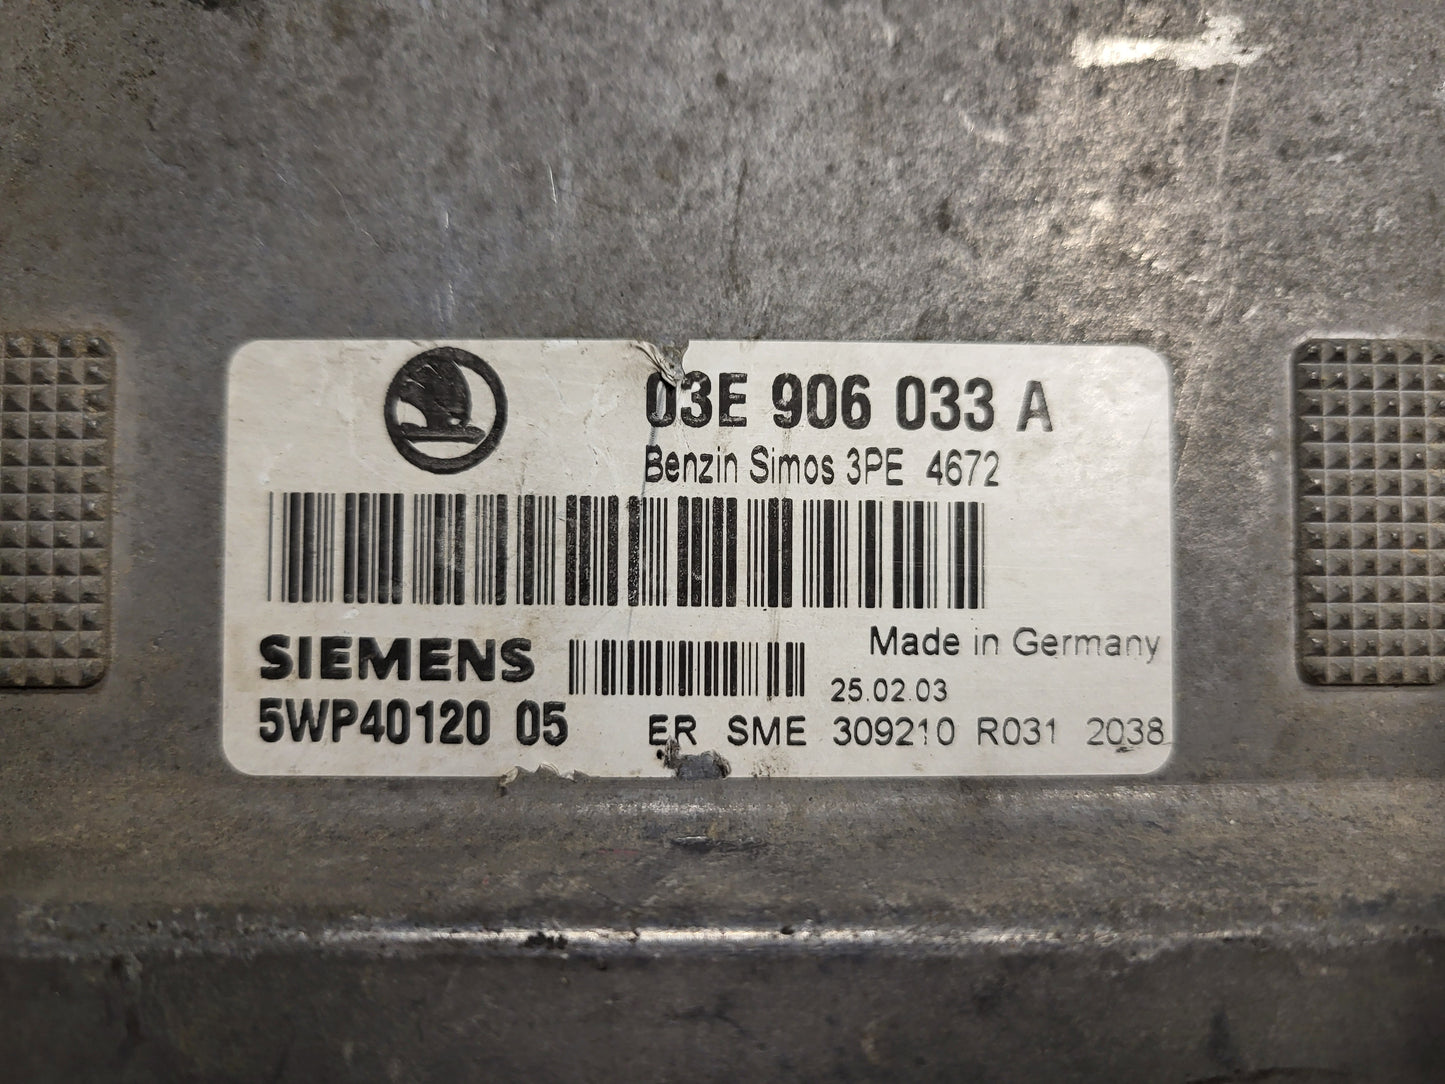 03E 906 033 A
Benzin Simos 3PE 4672
SIEMENS
Made in Germany
25.02.03
5WP40120 05
ER SME 309210 R031 2038